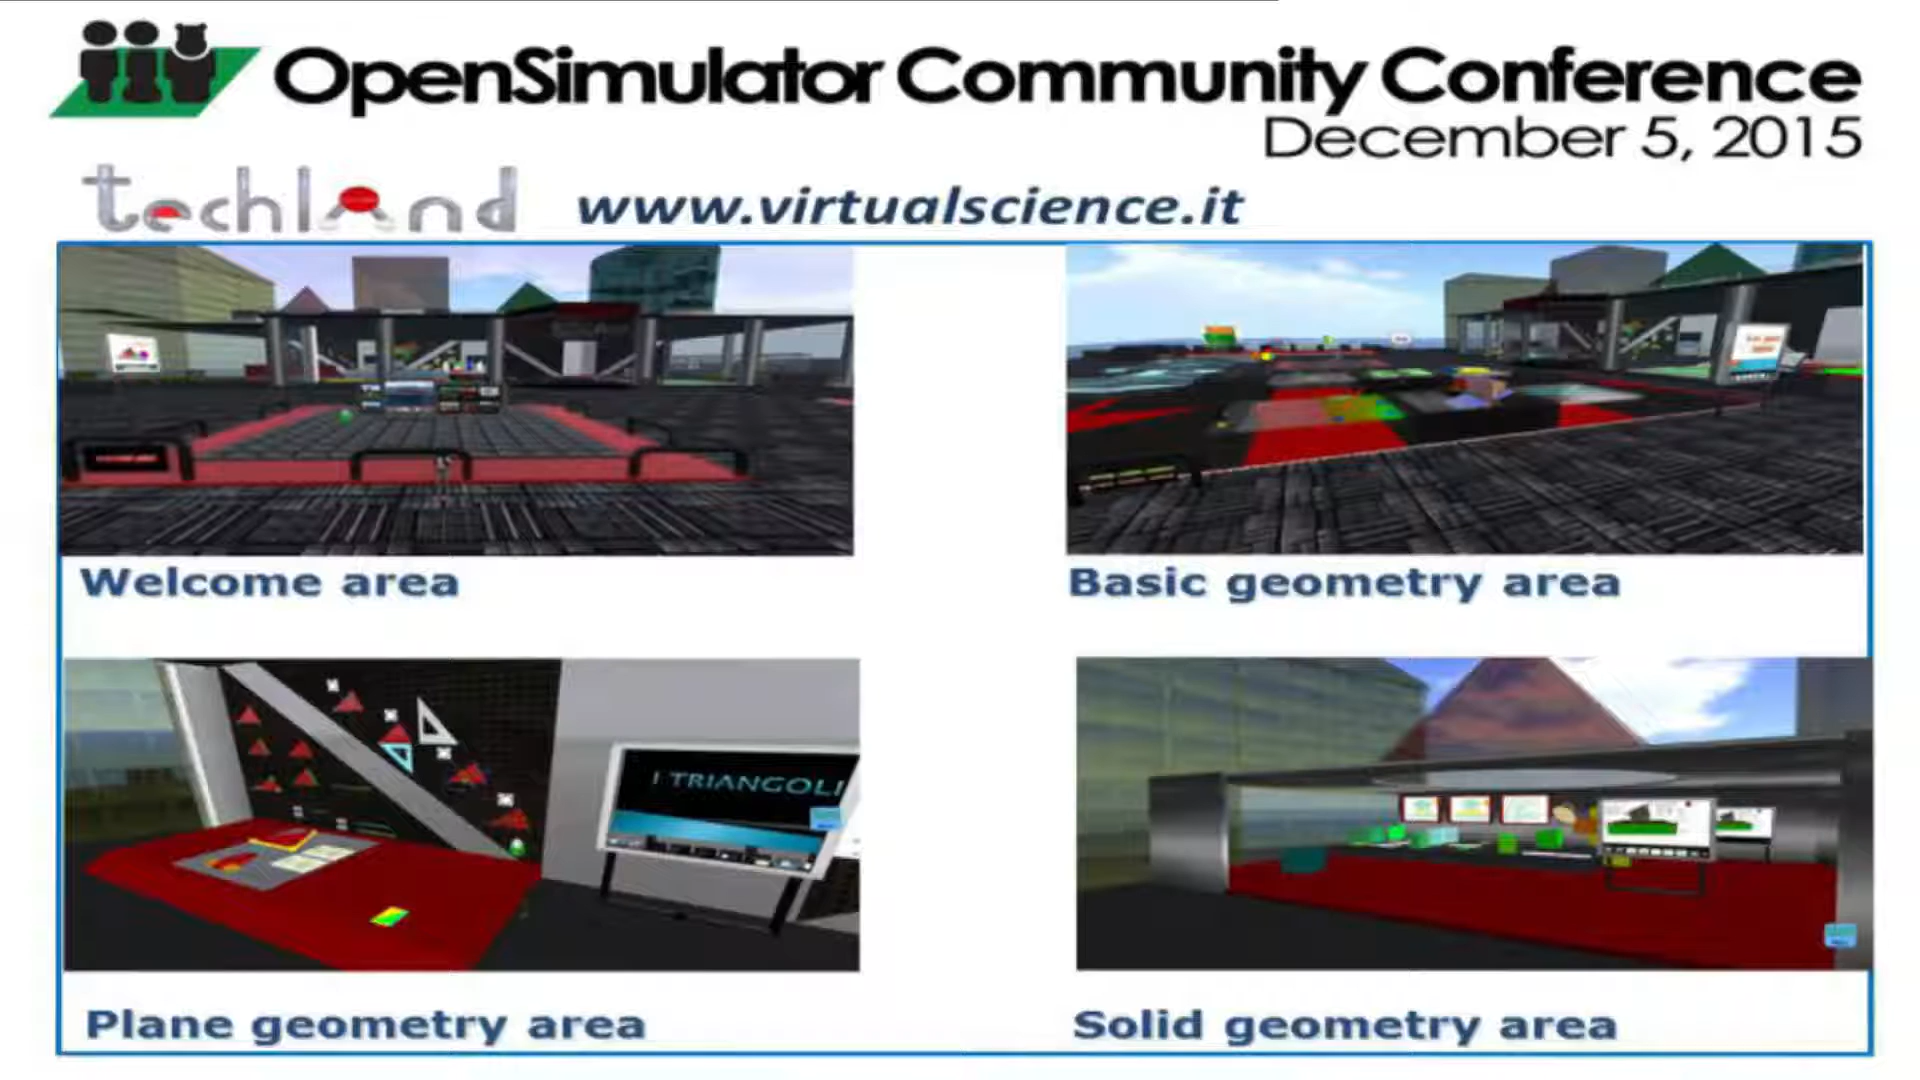 OpenSimulator Community Conference
December 5, 2015
techland
www.virtualscience.it
Welcome area
Basic geometry area
I TRIANGOLI
Plane geometry area
Solid geometry area